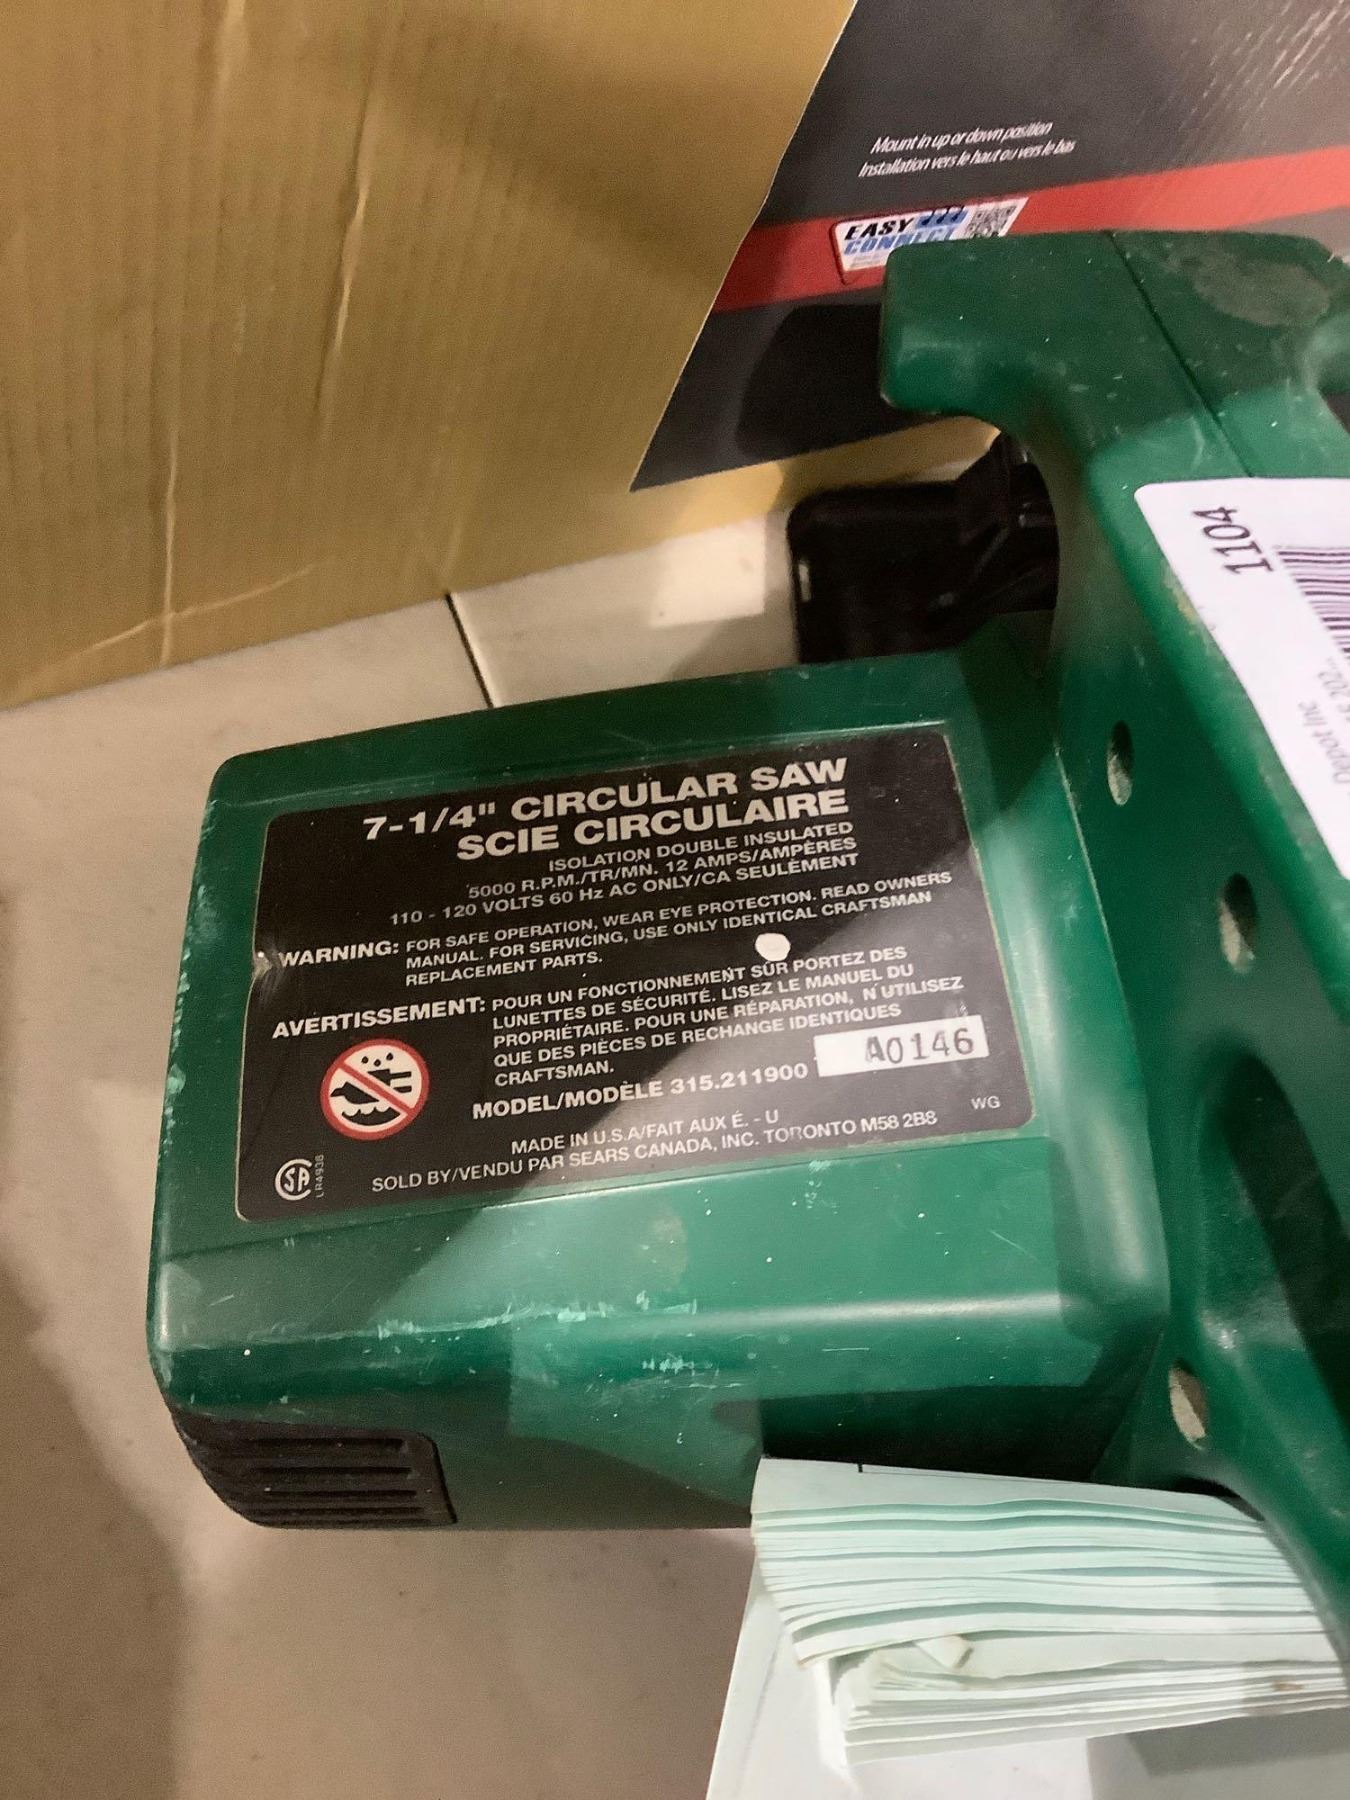 Mount in up or down position
Installation vers le haut ou vers le bas
EASY
CONNECT
1104
Depot Inc
7-1/4" CIRCULAR SAW
SCIE CIRCULAIRE
ISOLATION DOUBLE INSULATED
5000 R.P.M./TR/MN. 12 AMPS/AMPÈRES
110 - 120 VOLTS 60 Hz AC ONLY/CA SEULEMENT
WARNING: FOR SAFE OPERATION, WEAR EYE PROTECTION. READ OWNERS
MANUAL. FOR SERVICING, USE ONLY IDENTICAL CRAFTSMAN
REPLACEMENT PARTS.
AVERTISSEMENT: POUR UN FONCTIONNEMENT SÛR PORTEZ DES
LUNETTES DE SÉCURITÉ. LISEZ LE MANUEL DU
PROPRIÉTAIRE. POUR UNE RÉPARATION, N'UTILISEZ
QUE DES PIÈCES DE RECHANGE IDENTIQUES
CRAFTSMAN.
MODEL/MODÈLE 315.211900 A0146
MADE IN U.S.A/FAIT AUX É. - U
WG
SOLD BY/VENDU PAR SEARS CANADA, INC. TORONTO M58 2B8
SA
LR4938